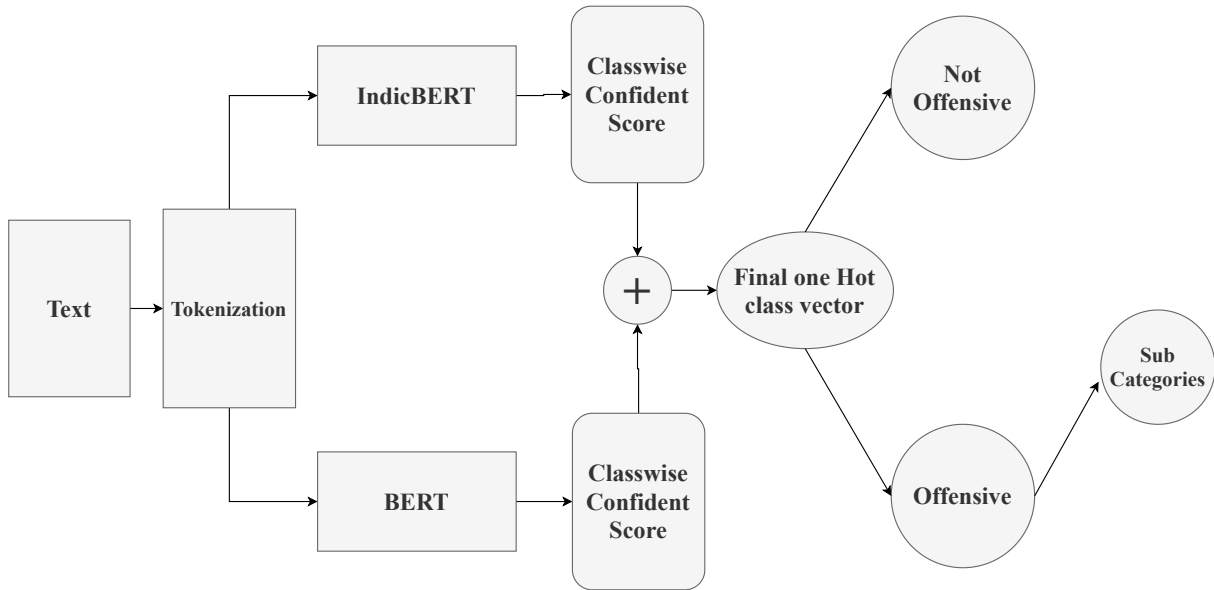 Text
Tokenization
IndicBERT
Classwise
Confident
Score
BERT
Classwise
Confident
Score
+
Final one Hot
class vector
Not
Offensive
Offensive
Sub
Categories